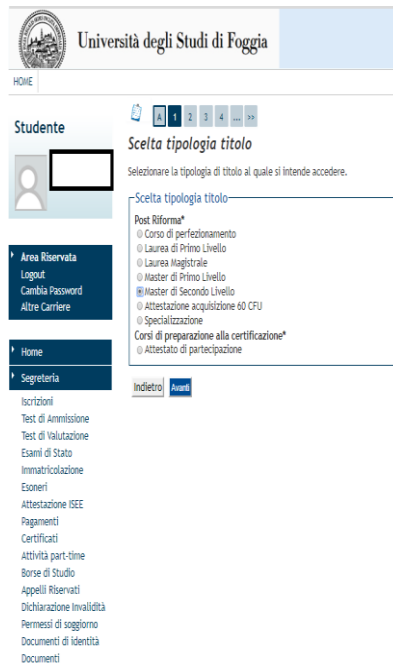 Università degli Studi di Foggia
HOME
Studente
Area Riservata
Logout
Cambia Password
Altre Carriere
Home
Segreteria
Iscrizioni
Test di Ammissione
Test di Valutazione
Esami di Stato
Immatricolazione
Esoneri
Attestazione ISEE
Pagamenti
Certificati
Attività part-time
Borse di Studio
Appelli Riservati
Dichiarazione Invalidità
Permessi di soggiorno
Documenti di identità
Documenti
A 1 2 3 4 ... >>
Scelta tipologia titolo
Selezionare la tipologia di titolo al quale si intende accedere.
Scelta tipologia titolo
Post Riforma*
Corso di perfezionamento
Laurea di Primo Livello
Laurea Magistrale
Master di Primo Livello
Master di Secondo Livello
Attestazione acquisizione 60 CFU
Specializzazione
Corsi di preparazione alla certificazione*
Attestato di partecipazione
Indietro Avanti